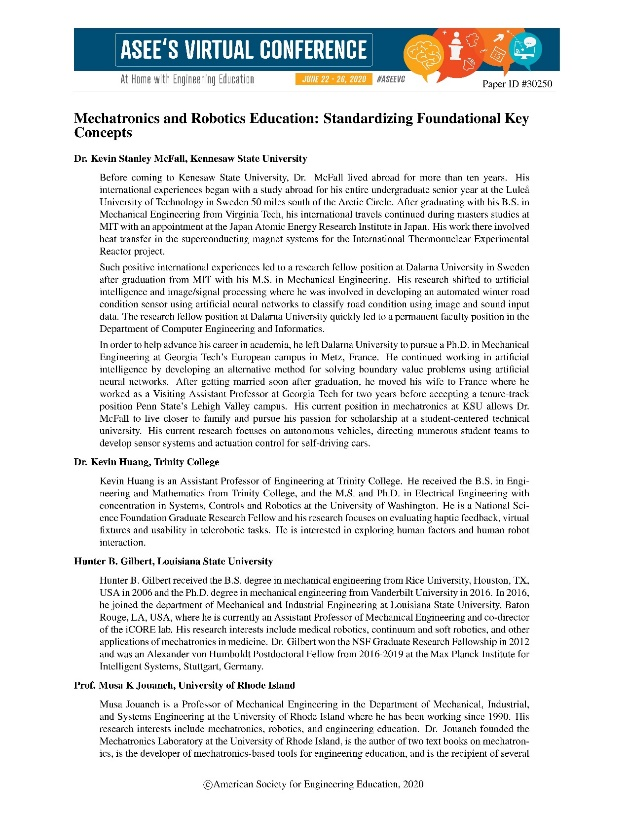 ASEE'S VIRTUAL CONFERENCE
At Home with Engineering Education
JUNE 22 - 26, 2020 #ASEEVC
Paper ID #30250
Mechatronics and Robotics Education: Standardizing Foundational Key
Concepts
Dr. Kevin Stanley McFall, Kennesaw State University
Before coming to Kenesaw State University, Dr. McFall lived abroad for more than ten years. His
international experiences began with a study abroad for his entire undergraduate senior year at the Luleå
University of Technology in Sweden 50 miles south of the Arctic Circle. After graduating with his B.S. in
Mechanical Engineering from Virginia Tech, his international travels continued during masters studies at
MIT with an appointment at the Japan Atomic Energy Research Institute in Japan. His work there involved
heat transfer in the superconducting magnet systems for the International Thermonuclear Experimental
Reactor project.
Such positive international experiences led to a research fellow position at Dalarna University in Sweden
after graduation from MIT with his M.S. in Mechanical Engineering. His research shifted to artificial
intelligence and image/signal processing where he was involved in developing an automated winter road
condition sensor using artificial neural networks to classify road condition using image and sound input
data. The research fellow position at Dalarna University quickly led to a permanent faculty position in the
Department of Computer Engineering and Informatics.
In order to help advance his career in academia, he left Dalarna University to pursue a Ph.D. in Mechanical
Engineering at Georgia Tech's European campus in Metz, France. He continued working in artificial
intelligence by developing an alternative method for solving boundary value problems using artificial
neural networks. After getting married soon after graduation, he moved his wife to France where he
worked as a Visiting Assistant Professor at Georgia Tech for two years before accepting a tenure-track
position Penn State's Lehigh Valley campus. His current position in mechatronics at KSU allows Dr.
McFall to live closer to family and pursue his passion for scholarship at a student-centered technical
university. His current research focuses on autonomous vehicles, directing numerous student teams to
develop sensor systems and actuation control for self-driving cars.
Dr. Kevin Huang, Trinity College
Kevin Huang is an Assistant Professor of Engineering at Trinity College. He received the B.S. in Engi-
neering and Mathematics from Trinity College, and the M.S. and Ph.D. in Electrical Engineering with
concentration in Systems, Controls and Robotics at the University of Washington. He is a National Sci-
ence Foundation Graduate Research Fellow and his research focuses on evaluating haptic feedback, virtual
fixtures and usability in telerobotic tasks. He is interested in exploring human factors and human robot
interaction.
Hunter B. Gilbert, Louisiana State University
Hunter B. Gilbert received the B.S. degree in mechanical engineering from Rice University, Houston, TX,
USA in 2006 and the Ph.D. degree in mechanical engineering from Vanderbilt University in 2016. In 2016,
he joined the department of Mechanical and Industrial Engineering at Louisiana State University, Baton
Rouge, LA, USA, where he is currently an Assistant Professor of Mechanical Engineering and co-director
of the iCORE lab. His research interests include medical robotics, continuum and soft robotics, and other
applications of mechatronics in medicine. Dr. Gilbert won the NSF Graduate Research Fellowship in 2012
and was an Alexander von Humboldt Postdoctoral Fellow from 2016-2019 at the Max Planck Institute for
Intelligent Systems, Stuttgart, Germany.
Prof. Musa K Jouaneh, University of Rhode Island
Musa Jouaneh is a Professor of Mechanical Engineering in the Department of Mechanical, Industrial,
and Systems Engineering at the University of Rhode Island where he has been working since 1990. His
research interests include mechatronics, robotics, and engineering education. Dr. Jouaneh founded the
Mechatronics Laboratory at the University of Rhode Island, is the author of two text books on mechatron-
ics, is the developer of mechatronics-based tools for engineering education, and is the recipient of several
©American Society for Engineering Education, 2020